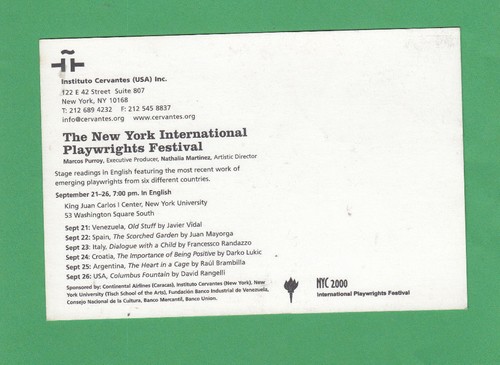 Instituto Cervantes (USA) Inc.
122 E 42 Street Suite 807
New York, NY 10168
T: 212 689 4232 F: 212 545 8837
info@cervantes.org www.cervantes.org
The New York International
Playwrights Festival
Marcos Purroy, Executive Producer, Nathalia Martinez, Artistic Director
Stage readings in English featuring the most recent work of
emerging playwrights from six different countries.
September 21-26, 7:00 pm. In English
King Juan Carlos I Center, New York University
53 Washington Square South
Sept 21: Venezuela, Old Stuff by Javier Vidal
Sept 22: Spain, The Scorched Garden by Juan Mayorga
Sept 23: Italy, Dialogue with a Child by Francessco Randazzo
Sept 24: Croatia, The Importance of Being Positive by Darko Lukic
Sept 25: Argentina, The Heart in a Cage by Raúl Brambilla
Sept 26: USA, Columbus Fountain by David Rangelli
Sponsored by: Continental Airlines (Caracas), Instituto Cervantes (New York), New
York University (Tisch School of the Arts), Fundación Banco Industrial de Venezuela,
Consejo Nacional de la Cultura, Banco Mercantil, Banco Union.
NYC 2000
International Playwrights Festival